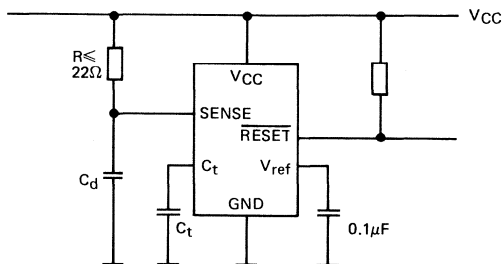 VCC
R≤
22Ω
VCC
SENSE
RESET
Ct
Vref
Cd
GND
Ct
0.1μF